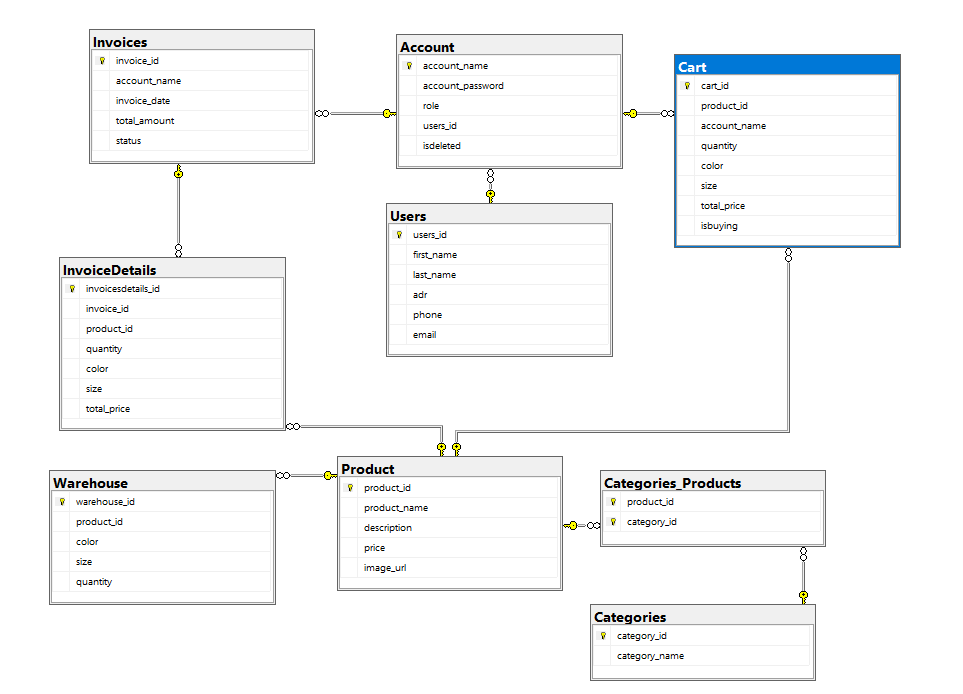 Invoices
invoice_id
account_name
invoice_date
total_amount
status
Account
account_name
account_password
role
users_id
isdeleted
Cart
cart_id
product_id
account_name
quantity
color
size
total_price
isbuying
Users
users_id
first_name
last_name
adr
phone
email
InvoiceDetails
invoicesdetails_id
invoice_id
product_id
quantity
color
size
total_price
Warehouse
warehouse_id
product_id
color
size
quantity
Product
product_id
product_name
description
price
image_url
Categories_Products
product_id
category_id
Categories
category_id
category_name